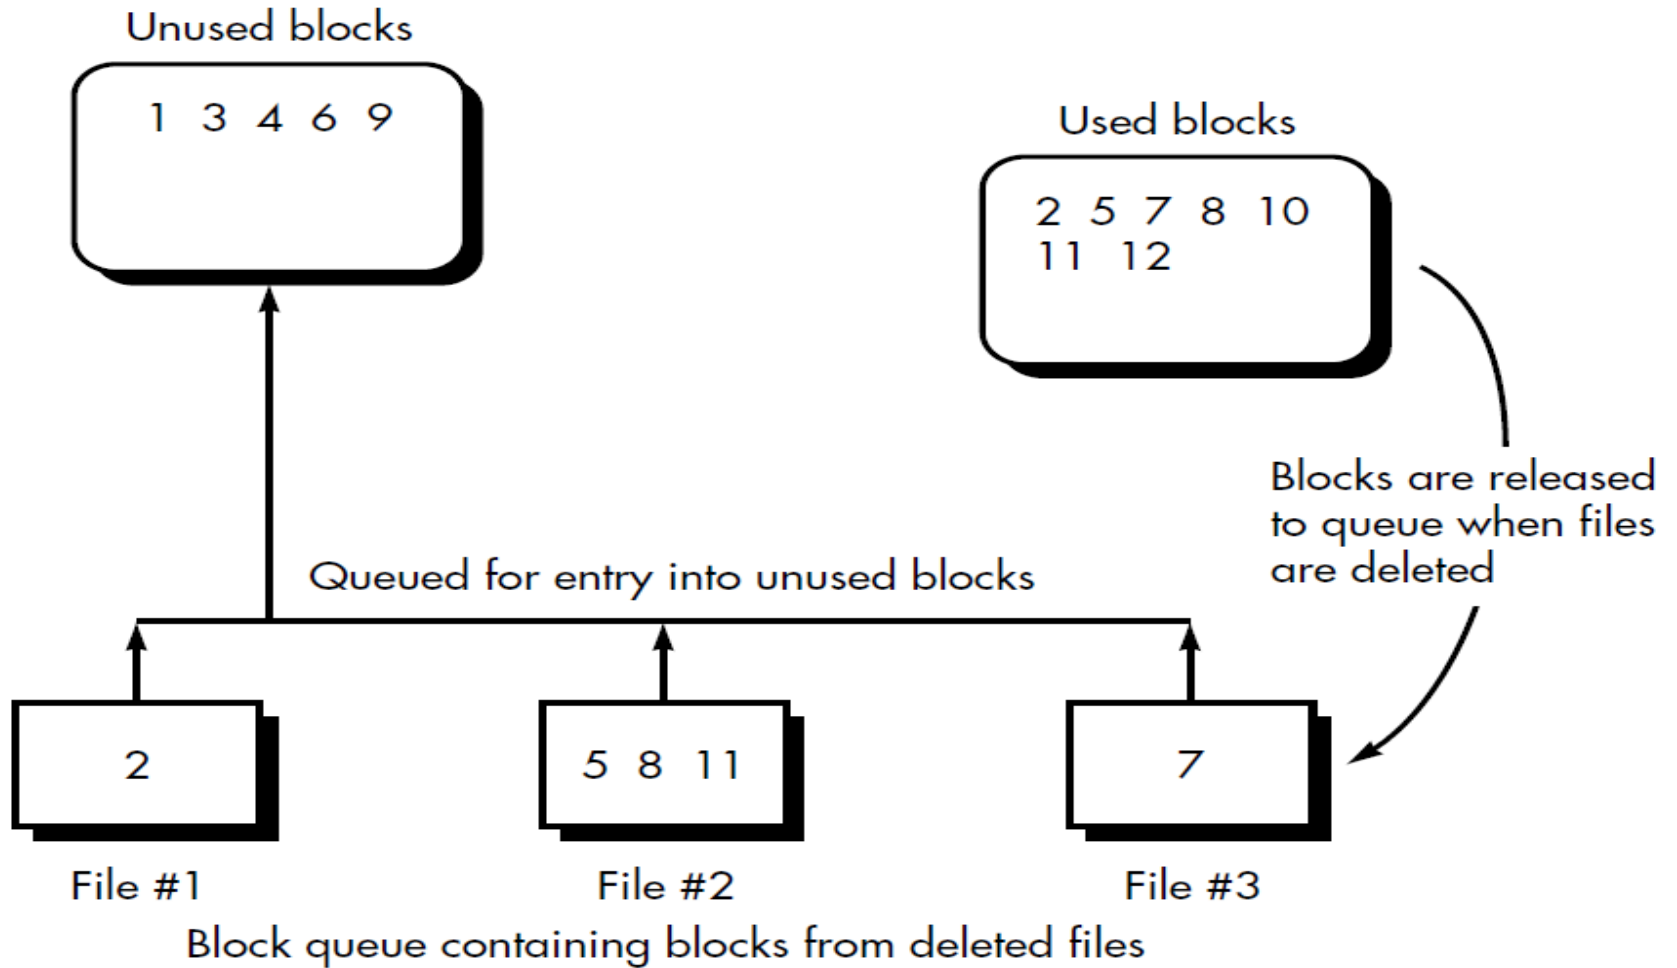 Unused blocks
1 3 4 6 9
Used blocks
2 5 7 8 10
11 12
Blocks are released
to queue when files
are deleted
Queued for entry into unused blocks
2
5 8 11
7
File #1
File #2
File #3
Block queue containing blocks from deleted files